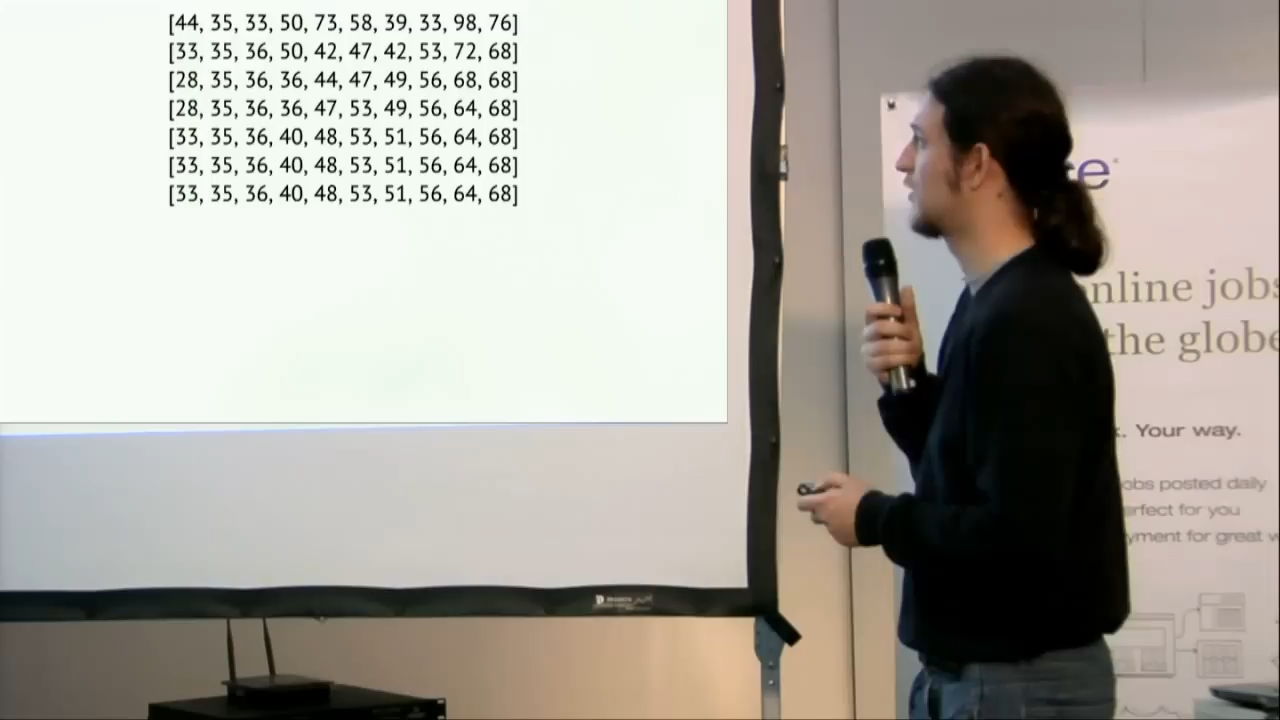 [44, 35, 33, 50, 73, 58, 39, 33, 98, 76]
[33, 35, 36, 50, 42, 47, 42, 53, 72, 68]
[28, 35, 36, 36, 44, 47, 49, 56, 68, 68]
[28, 35, 36, 36, 47, 53, 49, 56, 64, 68]
[33, 35, 36, 40, 48, 53, 51, 56, 64, 68]
[33, 35, 36, 40, 48, 53, 51, 56, 64, 68]
[33, 35, 36, 40, 48, 53, 51, 56, 64, 68]
e
nline jobs
the globe
. Your way.
obs posted daily
erfect for you
yment for great w